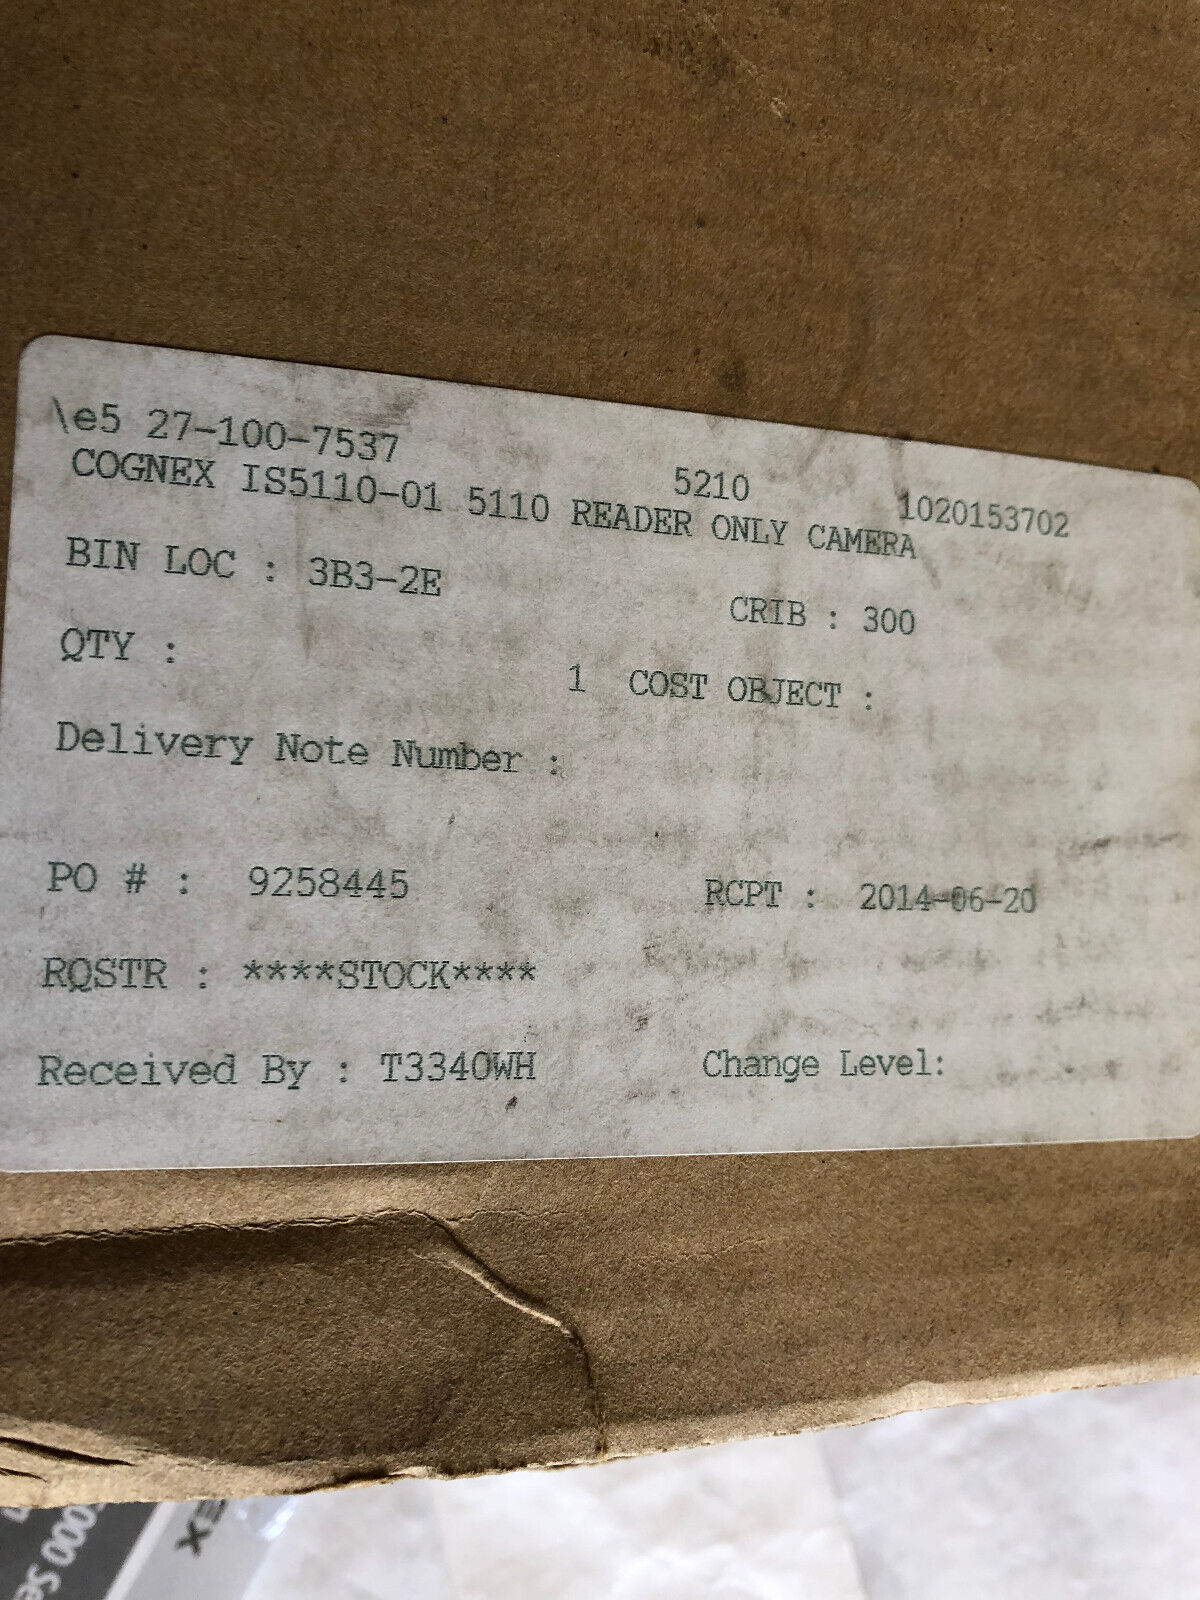 \e5 27-100-7537 5210 1020153702
COGNEX IS5110-01 5110 READER ONLY CAMERA
BIN LOC : 3B3-2E CRIB : 300
QTY : 1 COST OBJECT :
Delivery Note Number :
PO # : 9258445 RCPT : 2014-06-20
RQSTR : ****STOCK****
Received By : T3340WH Change Level: